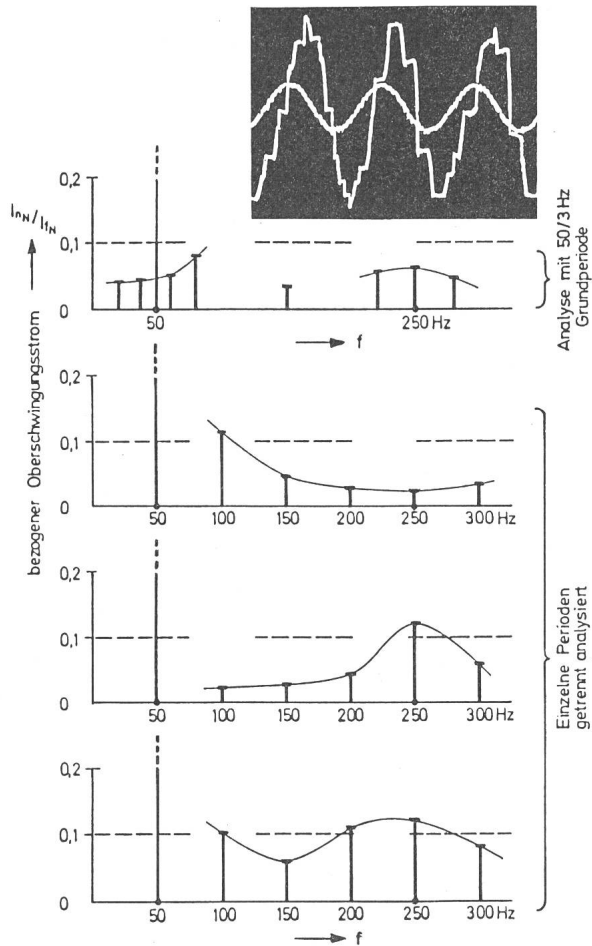 0,2
InN/I1N
0,1
0
50
250 Hz
f
Analyse mit 50/3 Hz
Grundperiode
bezogener Oberschwingungsstrom
0,2
0,1
0
50
100
150
200
250
300 Hz
0,2
0,1
0
50
100
150
200
250
300 Hz
Einzelne Perioden
getrennt analysiert
0,2
0,1
0
50
100
150
200
250
300 Hz
f